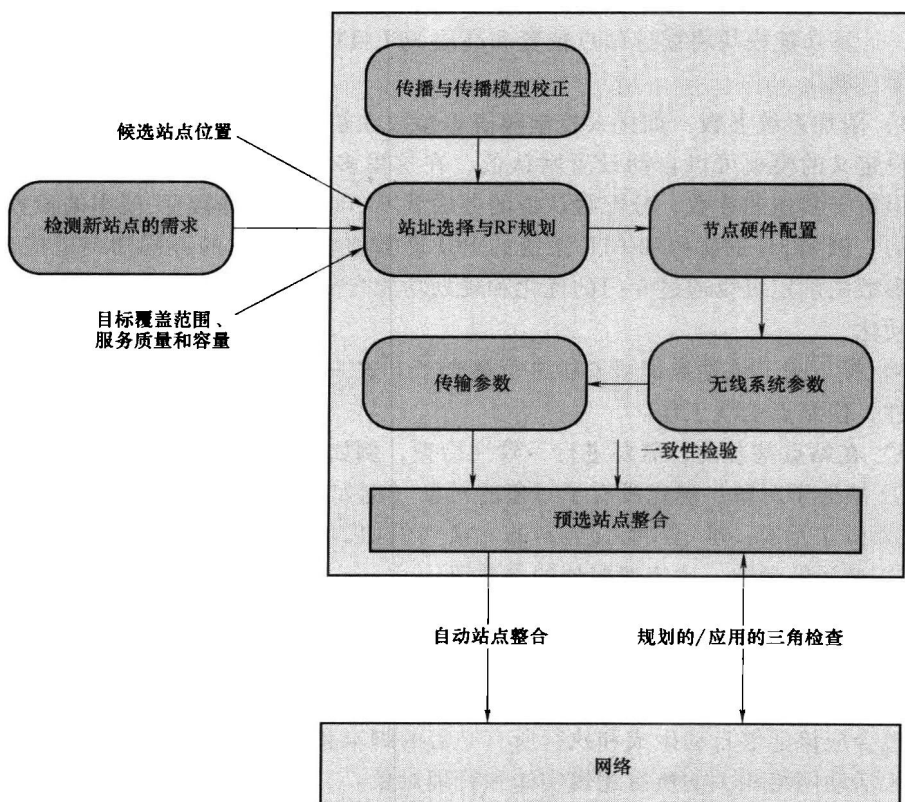 传播与传播模型校正
候选站点位置
检测新站点的需求
站址选择与RF规划
节点硬件配置
目标覆盖范围、
服务质量和容量
传输参数
无线系统参数
一致性检验
预选站点整合
自动站点整合
规划的/应用的三角检查
网络